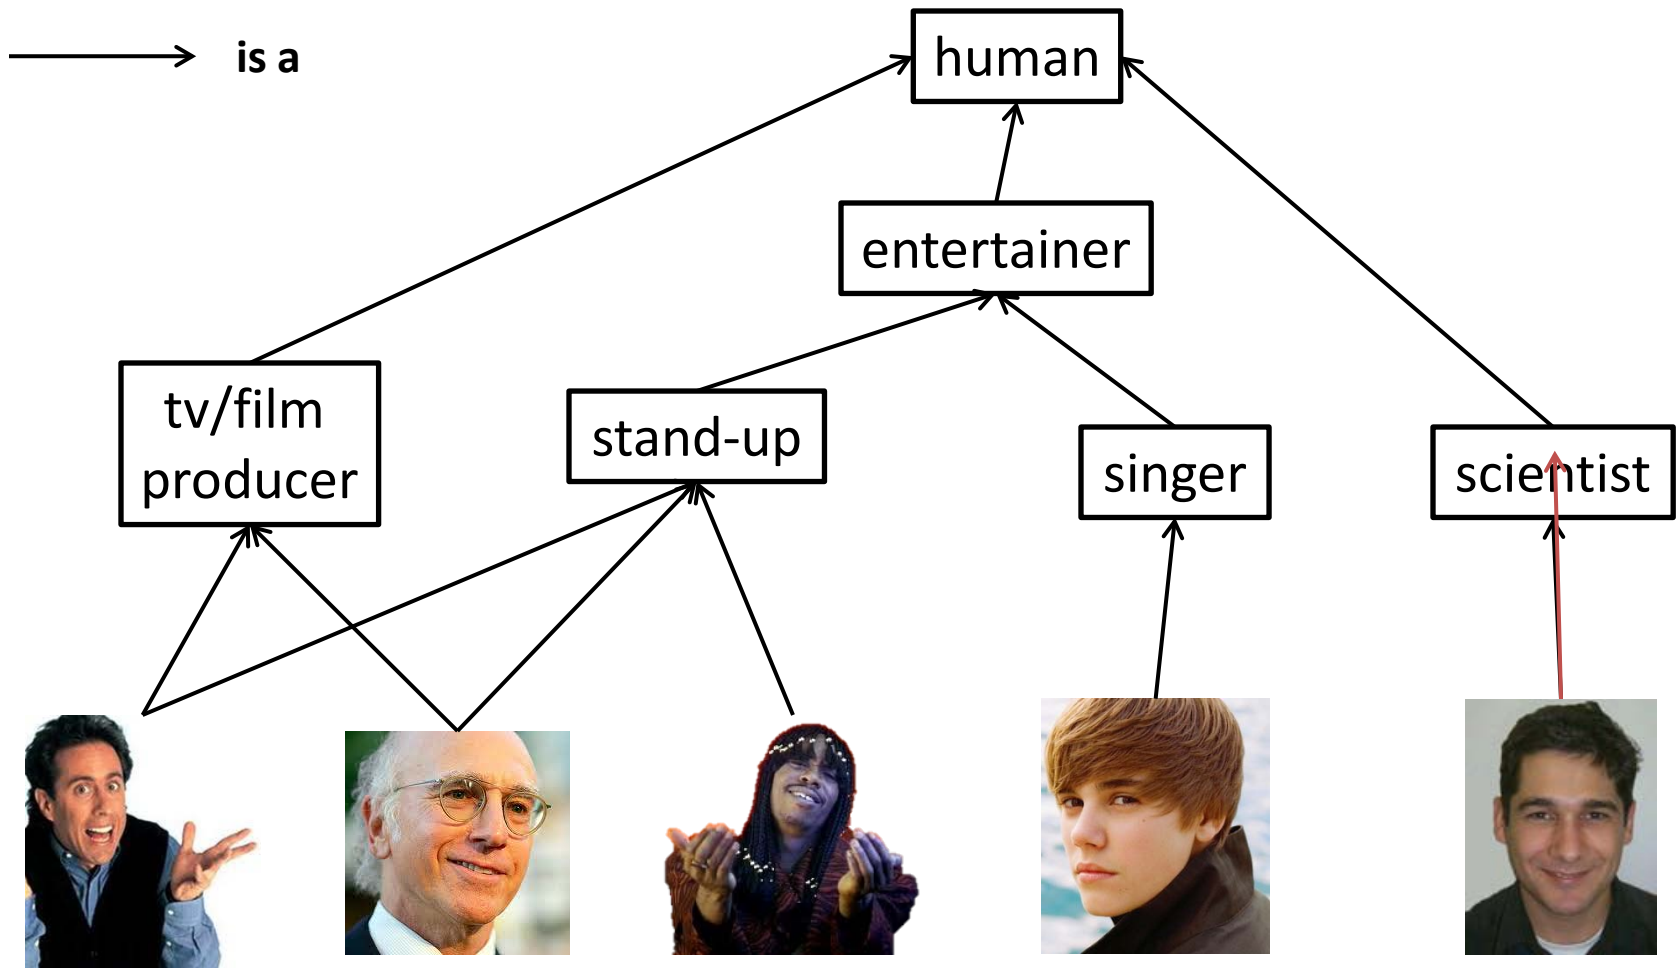 is a
human
entertainer
tv/film
producer
stand-up
singer
scientist